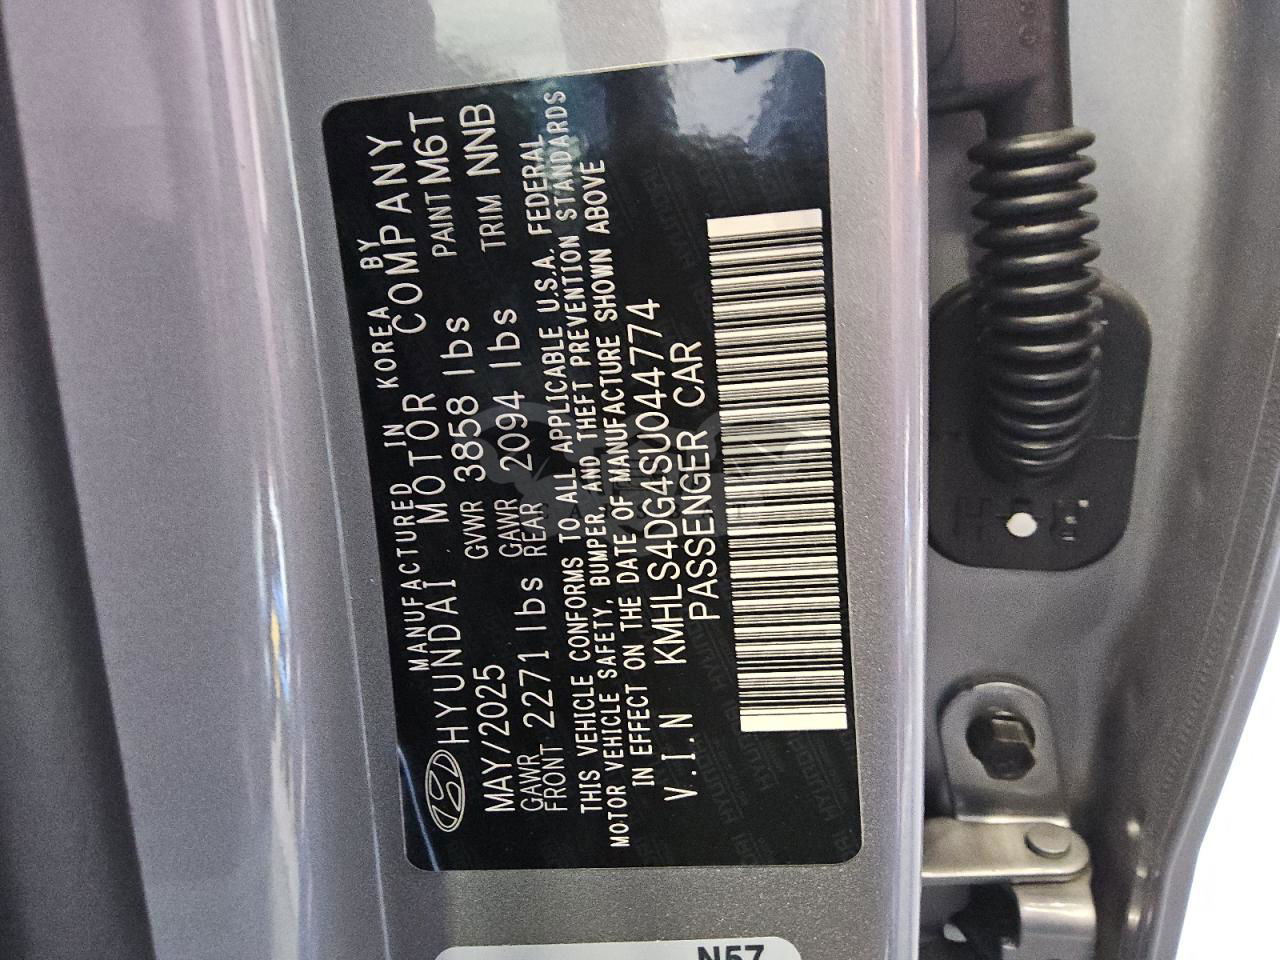 MANUFACTURED IN KOREA BY
HYUNDAI MOTOR COMPANY
MAY/2025 GVWR 3858 lbs PAINT M6T
GAWR FRONT 2271 lbs GAWR REAR 2094 lbs TRIM NNB
THIS VEHICLE CONFORMS TO ALL APPLICABLE U.S.A. FEDERAL
MOTOR VEHICLE SAFETY, BUMPER, AND THEFT PREVENTION STANDARDS
IN EFFECT ON THE DATE OF MANUFACTURE SHOWN ABOVE
V.I.N KMHLS4DG4SU044774
PASSENGER CAR
N57